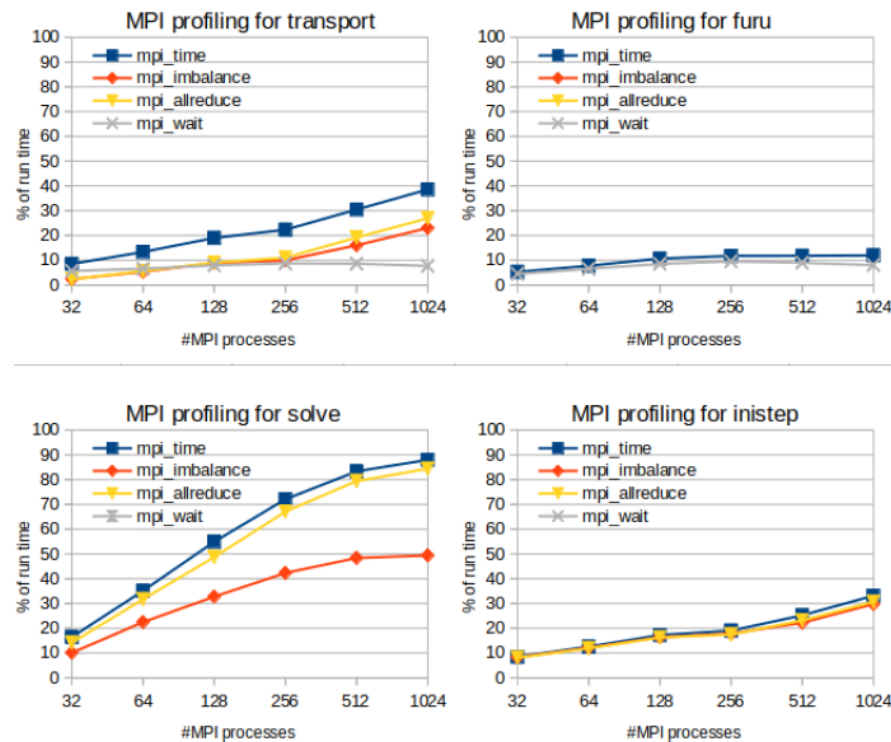 MPI profiling for transport
100
90
80
70
60
50
40
30
20
10
0
% of run time
mpi_time
mpi_imbalance
mpi_allreduce
mpi_wait
32 64 128 256 512 1024
#MPI processes
MPI profiling for furu
100
90
80
70
60
50
40
30
20
10
0
% of run time
mpi_time
mpi_imbalance
mpi_allreduce
mpi_wait
32 64 128 256 512 1024
#MPI processes
MPI profiling for solve
100
90
80
70
60
50
40
30
20
10
0
% of run time
mpi_time
mpi_imbalance
mpi_allreduce
mpi_wait
32 64 128 256 512 1024
#MPI processes
MPI profiling for inistep
100
90
80
70
60
50
40
30
20
10
0
% of run time
mpi_time
mpi_imbalance
mpi_allreduce
mpi_wait
32 64 128 256 512 1024
#MPI processes